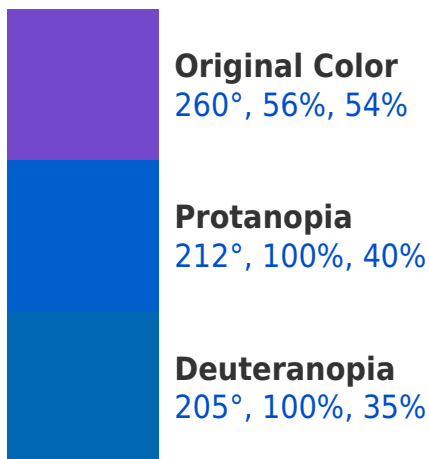 Original Color
260°, 56%, 54%
Protanopia
212°, 100%, 40%
Deuteranopia
205°, 100%, 35%